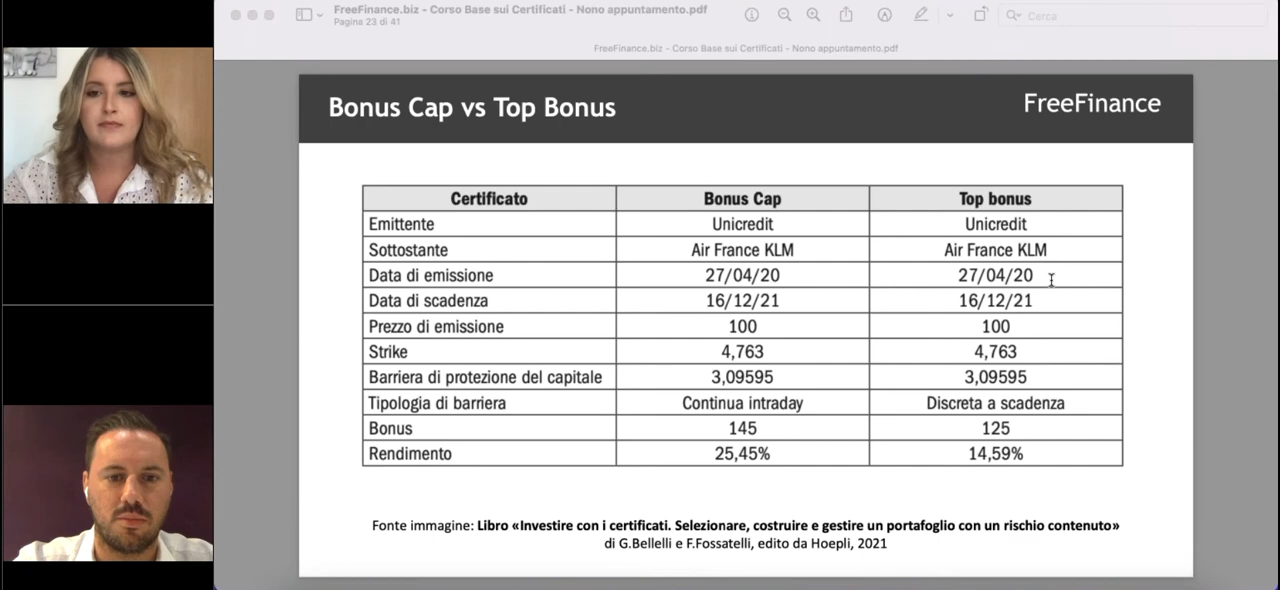 FreeFinance.biz - Corso Base sui Certificati - Nono appuntamento.pdf
Pagina 23 di 41
Cerca
FreeFinance.biz - Corso Base sui Certificati - Nono appuntamento.pdf
Bonus Cap vs Top Bonus
FreeFinance
Certificato Bonus Cap Top bonus
Emittente Unicredit Unicredit
Sottostante Air France KLM Air France KLM
Data di emissione 27/04/20 27/04/20
Data di scadenza 16/12/21 16/12/21
Prezzo di emissione 100 100
Strike 4,763 4,763
Barriera di protezione del capitale 3,09595 3,09595
Tipologia di barriera Continua intraday Discreta a scadenza
Bonus 145 125
Rendimento 25,45% 14,59%
Fonte immagine: Libro «Investire con i certificati. Selezionare, costruire e gestire un portafoglio con un rischio contenuto»
di G.Bellelli e F.Fossatelli, edito da Hoepli, 2021